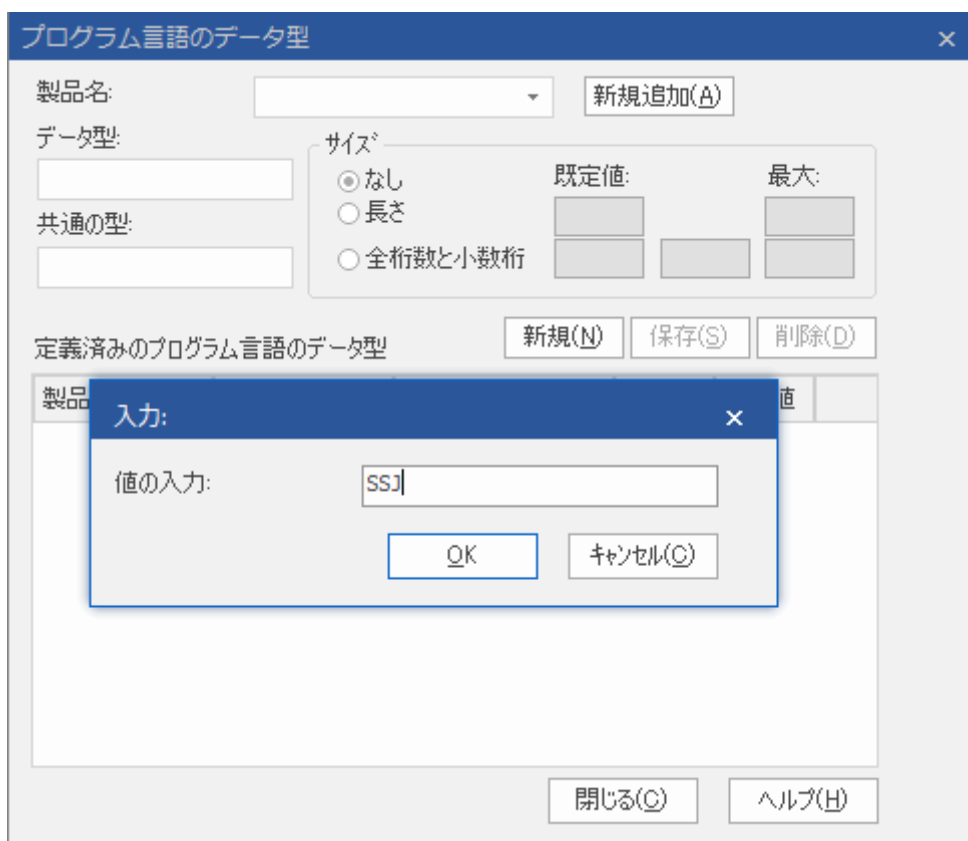 プログラム言語のデータ型
製品名:
新規追加(A)
データ型:
サイズ
なし
既定値:
最大:
長さ
共通の型:
全桁数と小数桁
定義済みのプログラム言語のデータ型
新規(N)
保存(S)
削除(D)
製品
値
入力:
値の入力:
SSJ
OK
キャンセル(C)
閉じる(C)
ヘルプ(H)